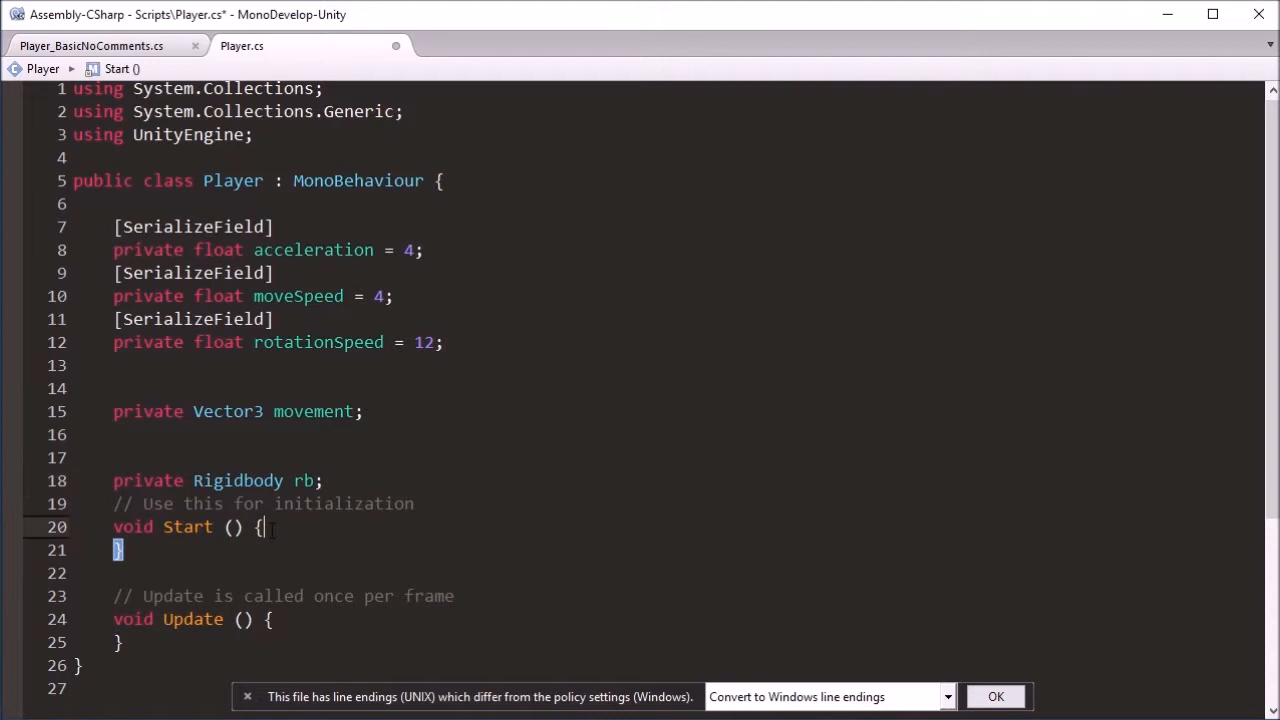 Assembly-CSharp - Scripts\Player.cs* - MonoDevelop-Unity
Player_BasicNoComments.cs
Player.cs
Player
Start ()
1 using System.Collections;
2 using System.Collections.Generic;
3 using UnityEngine;
4
5 public class Player : MonoBehaviour {
6
7 [SerializeField]
8 private float acceleration = 4;
9 [SerializeField]
10 private float moveSpeed = 4;
11 [SerializeField]
12 private float rotationSpeed = 12;
13
14
15 private Vector3 movement;
16
17
18 private Rigidbody rb;
19 // Use this for initialization
20 void Start () {
21 }
22
23 // Update is called once per frame
24 void Update () {
25 }
26 }
27
This file has line endings (UNIX) which differ from the policy settings (Windows).
Convert to Windows line endings
OK